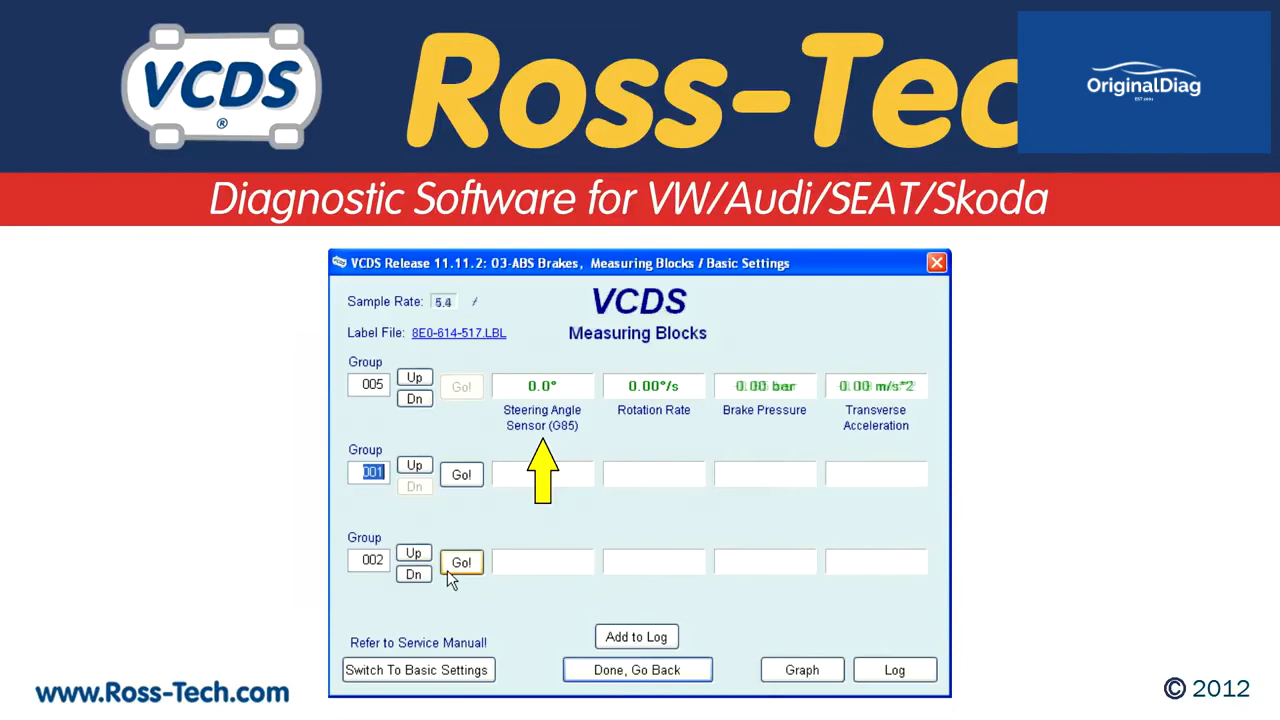 VCDS
®
Ross-Tec
OriginalDiag
Diagnostic Software for VW/Audi/SEAT/Skoda
VCDS Release 11.11.2: 03-ABS Brakes, Measuring Blocks / Basic Settings
Sample Rate: 5.4 /
VCDS
Label File: 8E0-614-517.LBL
Measuring Blocks
Group
005 Up Dn Go! 0.0° 0.00°/s 0.00 bar 0.00 m/s^2
Steering Angle Sensor (G85) Rotation Rate Brake Pressure Transverse Acceleration
Group
001 Up Dn Go!
Group
002 Up Dn Go!
Add to Log
Refer to Service Manual!
Switch To Basic Settings Done, Go Back Graph Log
www.Ross-Tech.com
© 2012